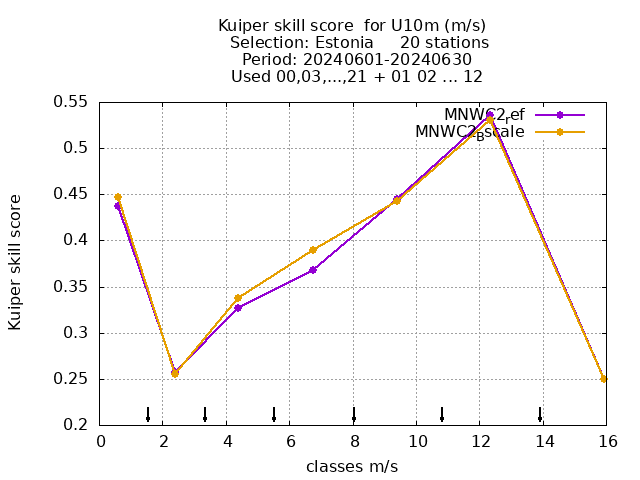 Kuiper skill score  for U10m (m/s)
Selection: Estonia     20 stations
Period: 20240601-20240630
Used 00,03,...,21 + 01 02 ... 12
MNWC2ref
MNWC2Bscale
0.55
0.5
0.45
0.4
0.35
0.3
0.25
0.2
Kuiper skill score
0 2 4 6 8 10 12 14 16
classes m/s